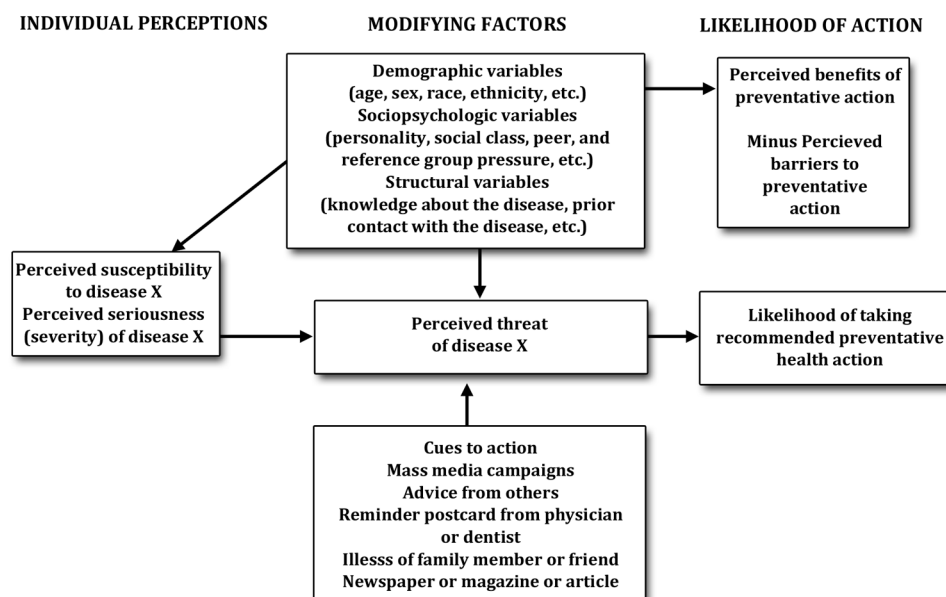 INDIVIDUAL PERCEPTIONS
MODIFYING FACTORS
LIKELIHOOD OF ACTION
Demographic variables
(age, sex, race, ethnicity, etc.)
Sociopsychologic variables
(personality, social class, peer, and
reference group pressure, etc.)
Structural variables
(knowledge about the disease, prior
contact with the disease, etc.)
Perceived benefits of
preventative action
Minus Percieved
barriers to
preventative
action
Perceived susceptibility
to disease X
Perceived seriousness
(severity) of disease X
Perceived threat
of disease X
Likelihood of taking
recommended preventative
health action
Cues to action
Mass media campaigns
Advice from others
Reminder postcard from physician
or dentist
Illesss of family member or friend
Newspaper or magazine or article